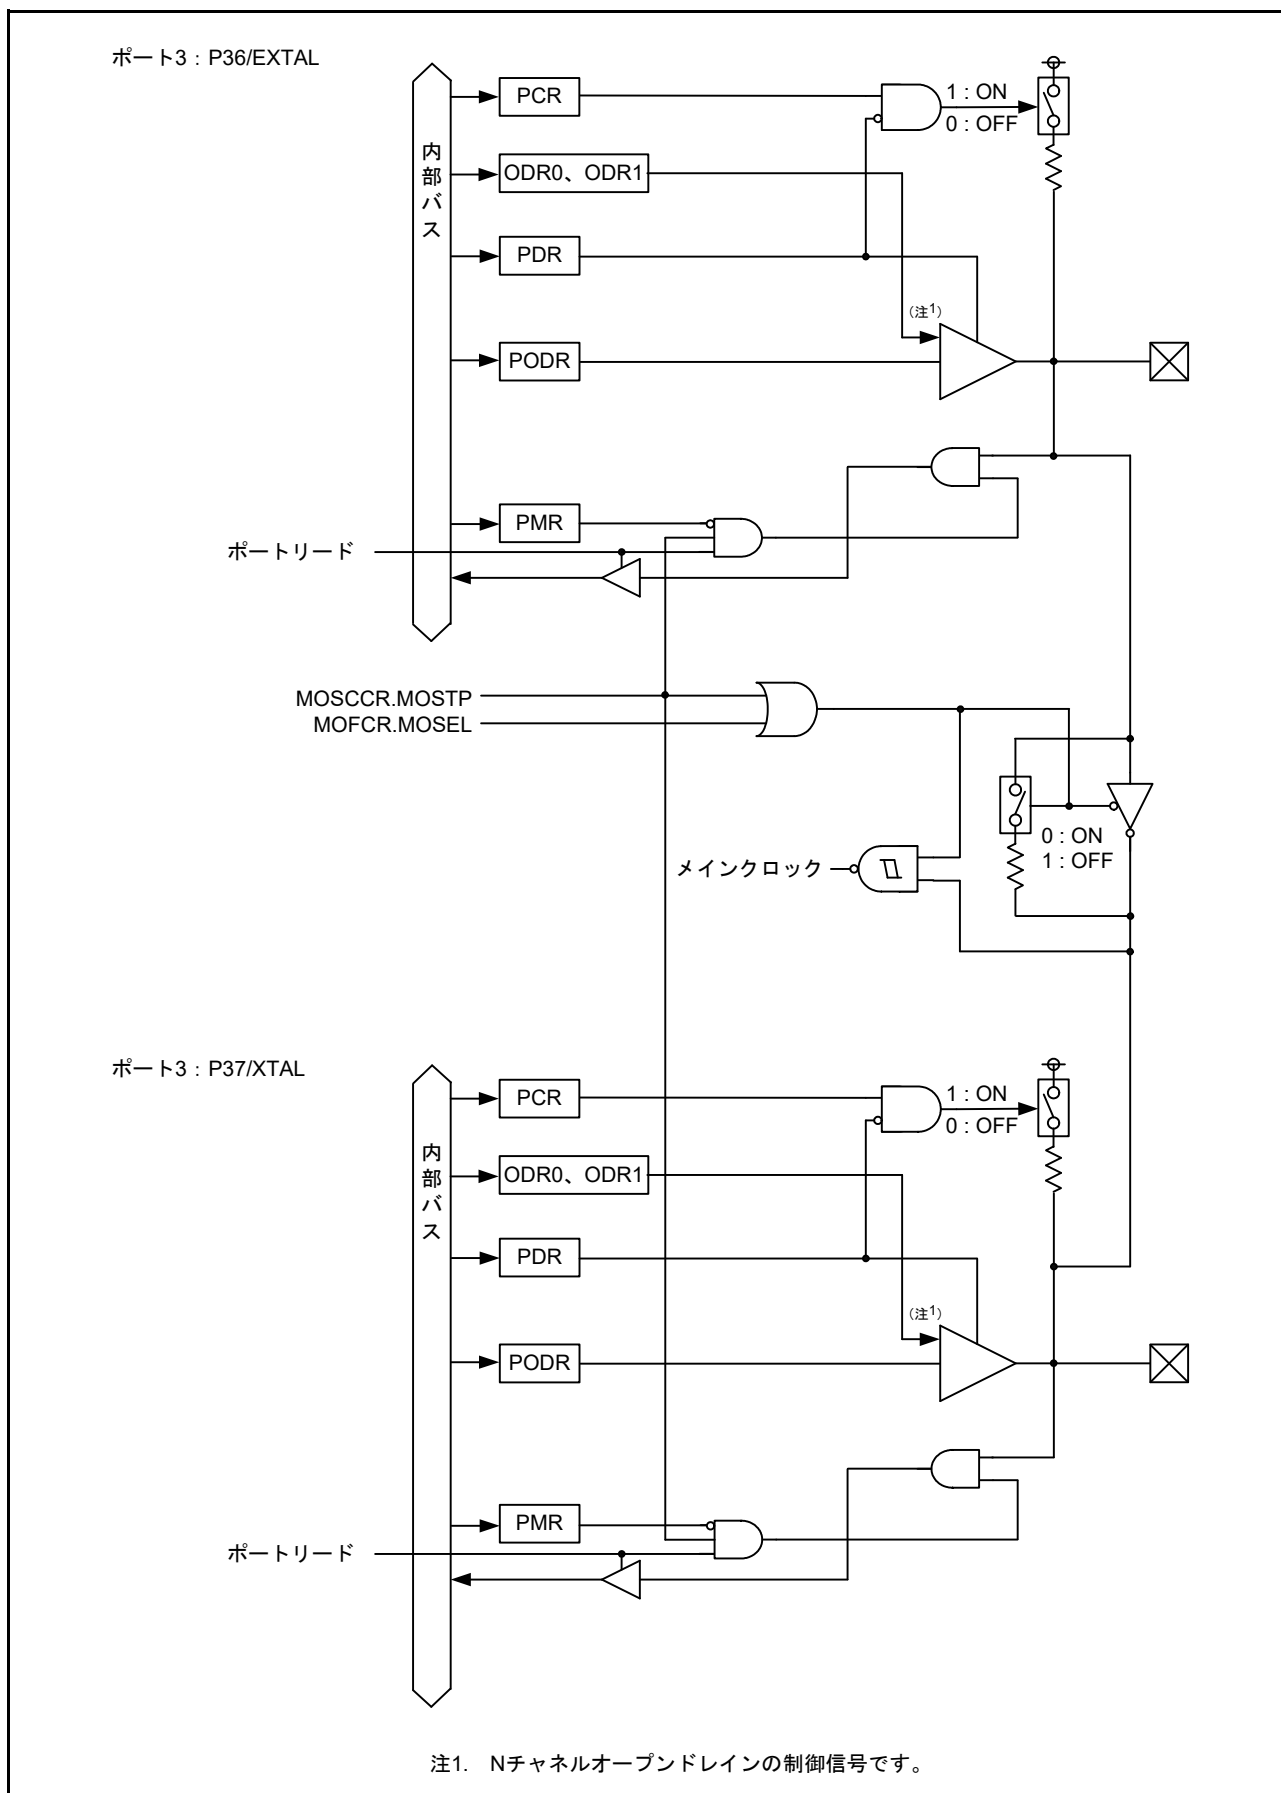 ポート3：P36/EXTAL
PCR
1 : ON
0 : OFF
内部バス
ODR0、ODR1
PDR
（注1）
PODR
PMR
ポートリード
MOSCCR.MOSTP
MOFCR.MOSEL
0 : ON
1 : OFF
メインクロック
ポート3：P37/XTAL
PCR
1 : ON
0 : OFF
内部バス
ODR0、ODR1
PDR
（注1）
PODR
PMR
ポートリード
注1. Nチャネルオープンドレインの制御信号です。